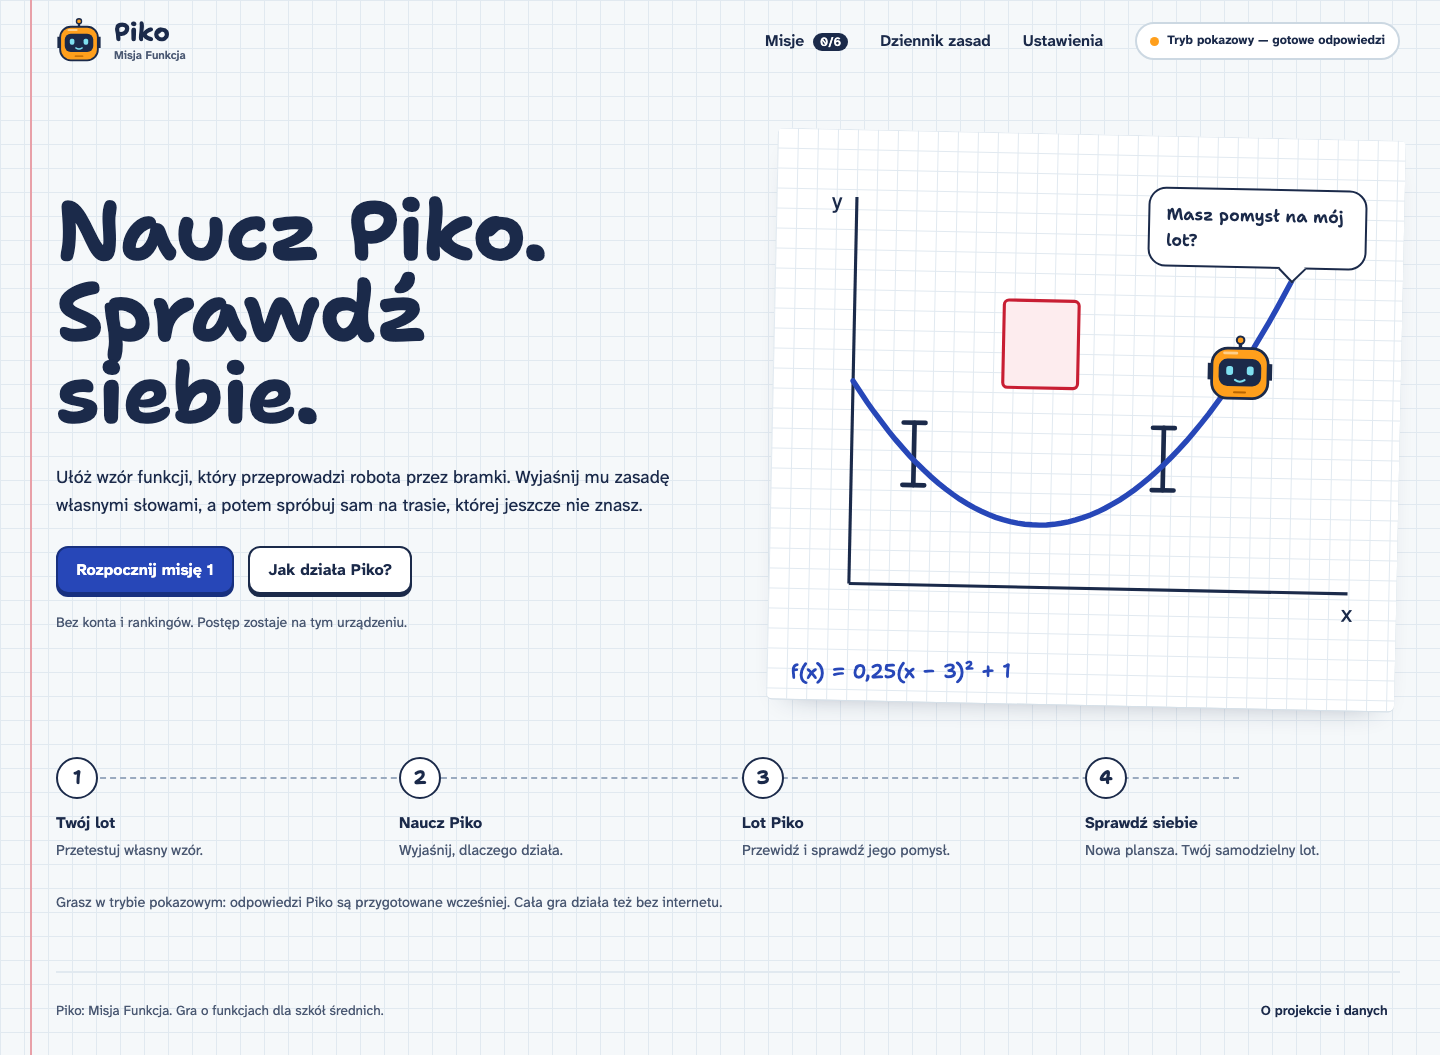 Piko
Misja Funkcja
Misje 0/6
Dziennik zasad
Ustawienia
Tryb pokazowy — gotowe odpowiedzi
Naucz Piko.
Sprawdź
siebie.
Ułóż wzór funkcji, który przeprowadzi robota przez bramki. Wyjaśnij mu zasadę
własnymi słowami, a potem spróbuj sam na trasie, której jeszcze nie znasz.
Rozpocznij misję 1
Jak działa Piko?
Bez konta i rankingów. Postęp zostaje na tym urządzeniu.
y
Masz pomysł na mój
lot?
x
f(x) = 0,25(x − 3)² + 1
1
Twój lot
Przetestuj własny wzór.
2
Naucz Piko
Wyjaśnij, dlaczego działa.
3
Lot Piko
Przewidź i sprawdź jego pomysł.
4
Sprawdź siebie
Nowa plansza. Twój samodzielny lot.
Grasz w trybie pokazowym: odpowiedzi Piko są przygotowane wcześniej. Cała gra działa też bez internetu.
Piko: Misja Funkcja. Gra o funkcjach dla szkół średnich.
O projekcie i danych